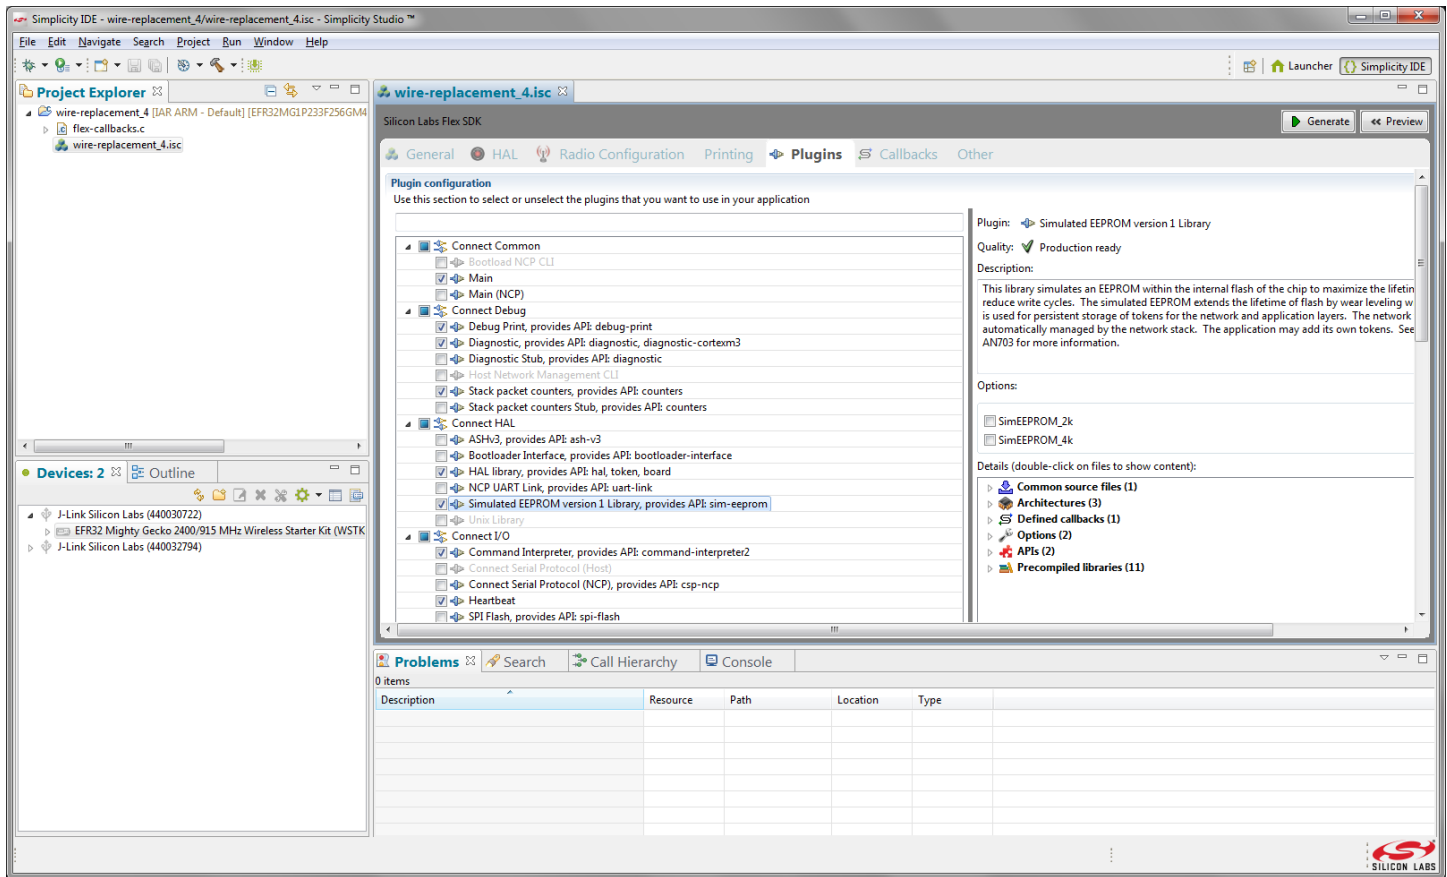 Simplicity IDE - wire-replacement_4/wire-replacement_4.isc - Simplicity Studio ™
File Edit Navigate Search Project Run Window Help
Launcher Simplicity IDE
Project Explorer
wire-replacement_4 [IAR ARM - Default] [EFR32MG1P233F256GM4
flex-callbacks.c
wire-replacement_4.isc
Devices: 2 Outline
J-Link Silicon Labs (440030722)
EFR32 Mighty Gecko 2400/915 MHz Wireless Starter Kit (WSTK
J-Link Silicon Labs (440032794)
wire-replacement_4.isc
Silicon Labs Flex SDK
Generate Preview
General HAL Radio Configuration Printing Plugins Callbacks Other
Plugin configuration
Use this section to select or unselect the plugins that you want to use in your application
Connect Common
Bootload NCP CLI
Main
Main (NCP)
Connect Debug
Debug Print, provides API: debug-print
Diagnostic, provides API: diagnostic, diagnostic-cortexm3
Diagnostic Stub, provides API: diagnostic
Host Network Management CLI
Stack packet counters, provides API: counters
Stack packet counters Stub, provides API: counters
Connect HAL
ASHv3, provides API: ash-v3
Bootloader Interface, provides API: bootloader-interface
HAL library, provides API: hal, token, board
NCP UART Link, provides API: uart-link
Simulated EEPROM version 1 Library, provides API: sim-eeprom
Unix Library
Connect I/O
Command Interpreter, provides API: command-interpreter2
Connect Serial Protocol (Host)
Connect Serial Protocol (NCP), provides API: csp-ncp
Heartbeat
SPI Flash, provides API: spi-flash
Plugin: Simulated EEPROM version 1 Library
Quality: Production ready
Description:
This library simulates an EEPROM within the internal flash of the chip to maximize the lifetin
reduce write cycles. The simulated EEPROM extends the lifetime of flash by wear leveling w
is used for persistent storage of tokens for the network and application layers. The network
automatically managed by the network stack. The application may add its own tokens. See
AN703 for more information.
Options:
SimEEPROM_2k
SimEEPROM_4k
Details (double-click on files to show content):
Common source files (1)
Architectures (3)
Defined callbacks (1)
Options (2)
APIs (2)
Precompiled libraries (11)
Problems Search Call Hierarchy Console
0 items
Description Resource Path Location Type
SILICON LABS